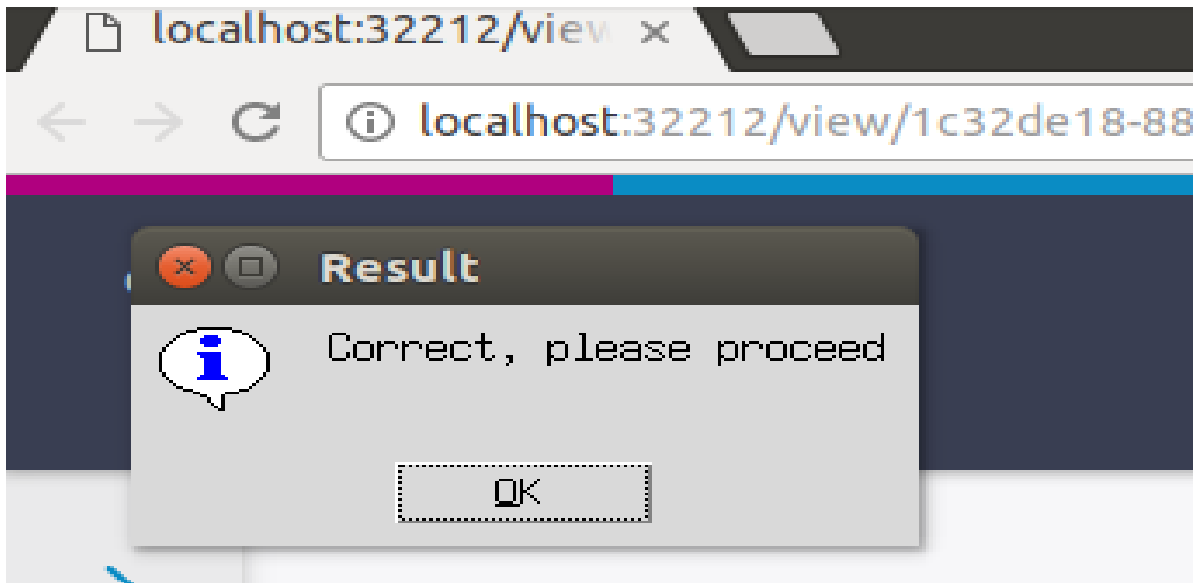 localhost:32212/view
localhost:32212/view/1c32de18-88
Result
Correct, please proceed
OK